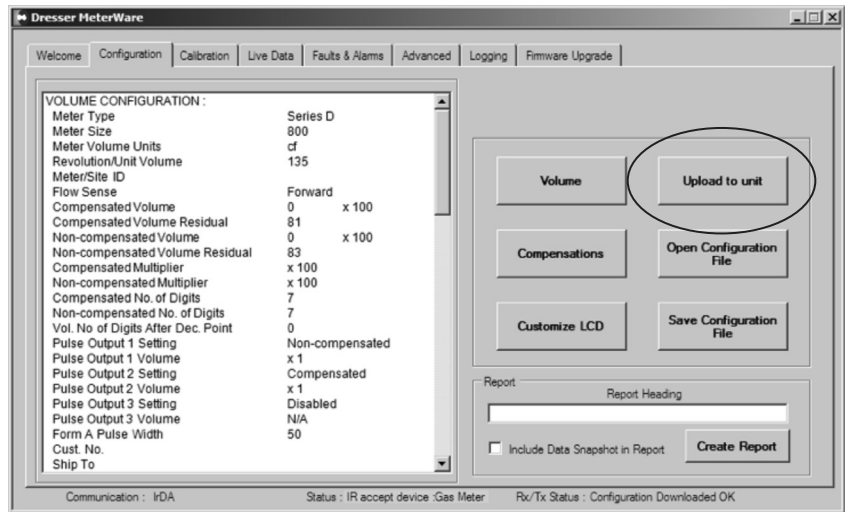 Dresser MeterWare
Welcome Configuration Calibration Live Data Faults & Alarms Advanced Logging Firmware Upgrade
VOLUME CONFIGURATION :
Meter Type Series D
Meter Size 800
Meter Volume Units cf
Revolution/Unit Volume 135
Meter/Site ID
Flow Sense Forward
Compensated Volume 0 x 100
Compensated Volume Residual 81
Non-compensated Volume 0 x 100
Non-compensated Volume Residual 83
Compensated Multiplier x 100
Non-compensated Multiplier x 100
Compensated No. of Digits 7
Non-compensated No. of Digits 7
Vol. No of Digits After Dec. Point 0
Pulse Output 1 Setting Non-compensated
Pulse Output 1 Volume x 1
Pulse Output 2 Setting Compensated
Pulse Output 2 Volume x 1
Pulse Output 3 Setting Disabled
Pulse Output 3 Volume N/A
Form A Pulse Width 50
Cust. No.
Ship To
Volume
Upload to unit
Compensations
Open Configuration
File
Customize LCD
Save Configuration
File
Report
Report Heading
Include Data Snapshot in Report
Create Report
Communication : IrDA Status : IR accept device :Gas Meter Rx/Tx Status : Configuration Downloaded OK